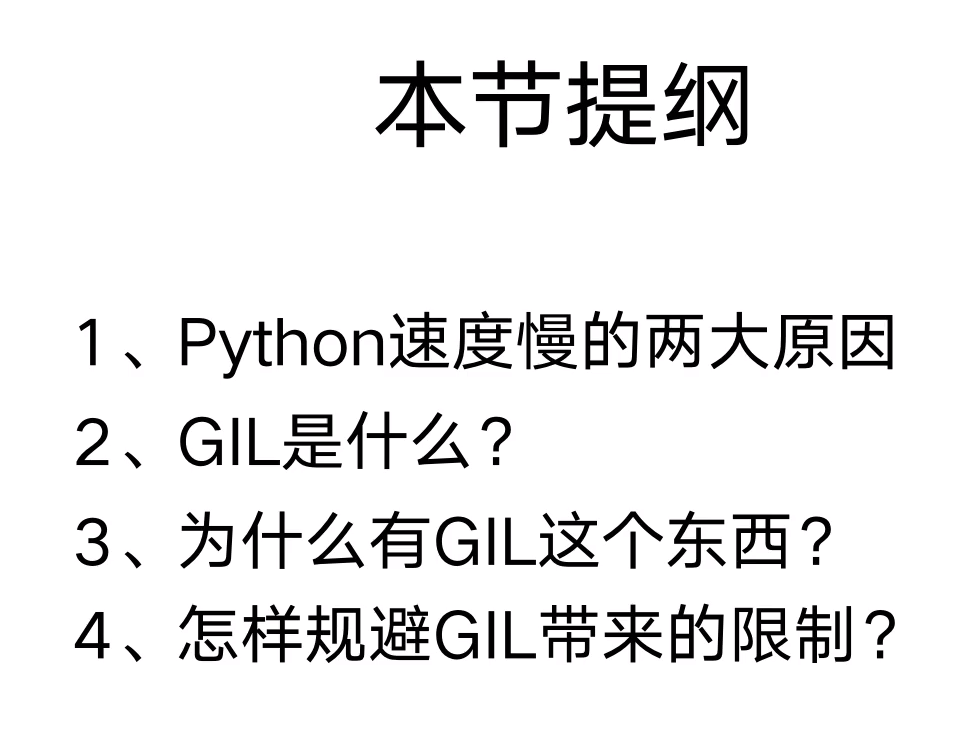 本节提纲
1、Python速度慢的两大原因
2、GIL是什么？
3、为什么有GIL这个东西？
4、怎样规避GIL带来的限制？